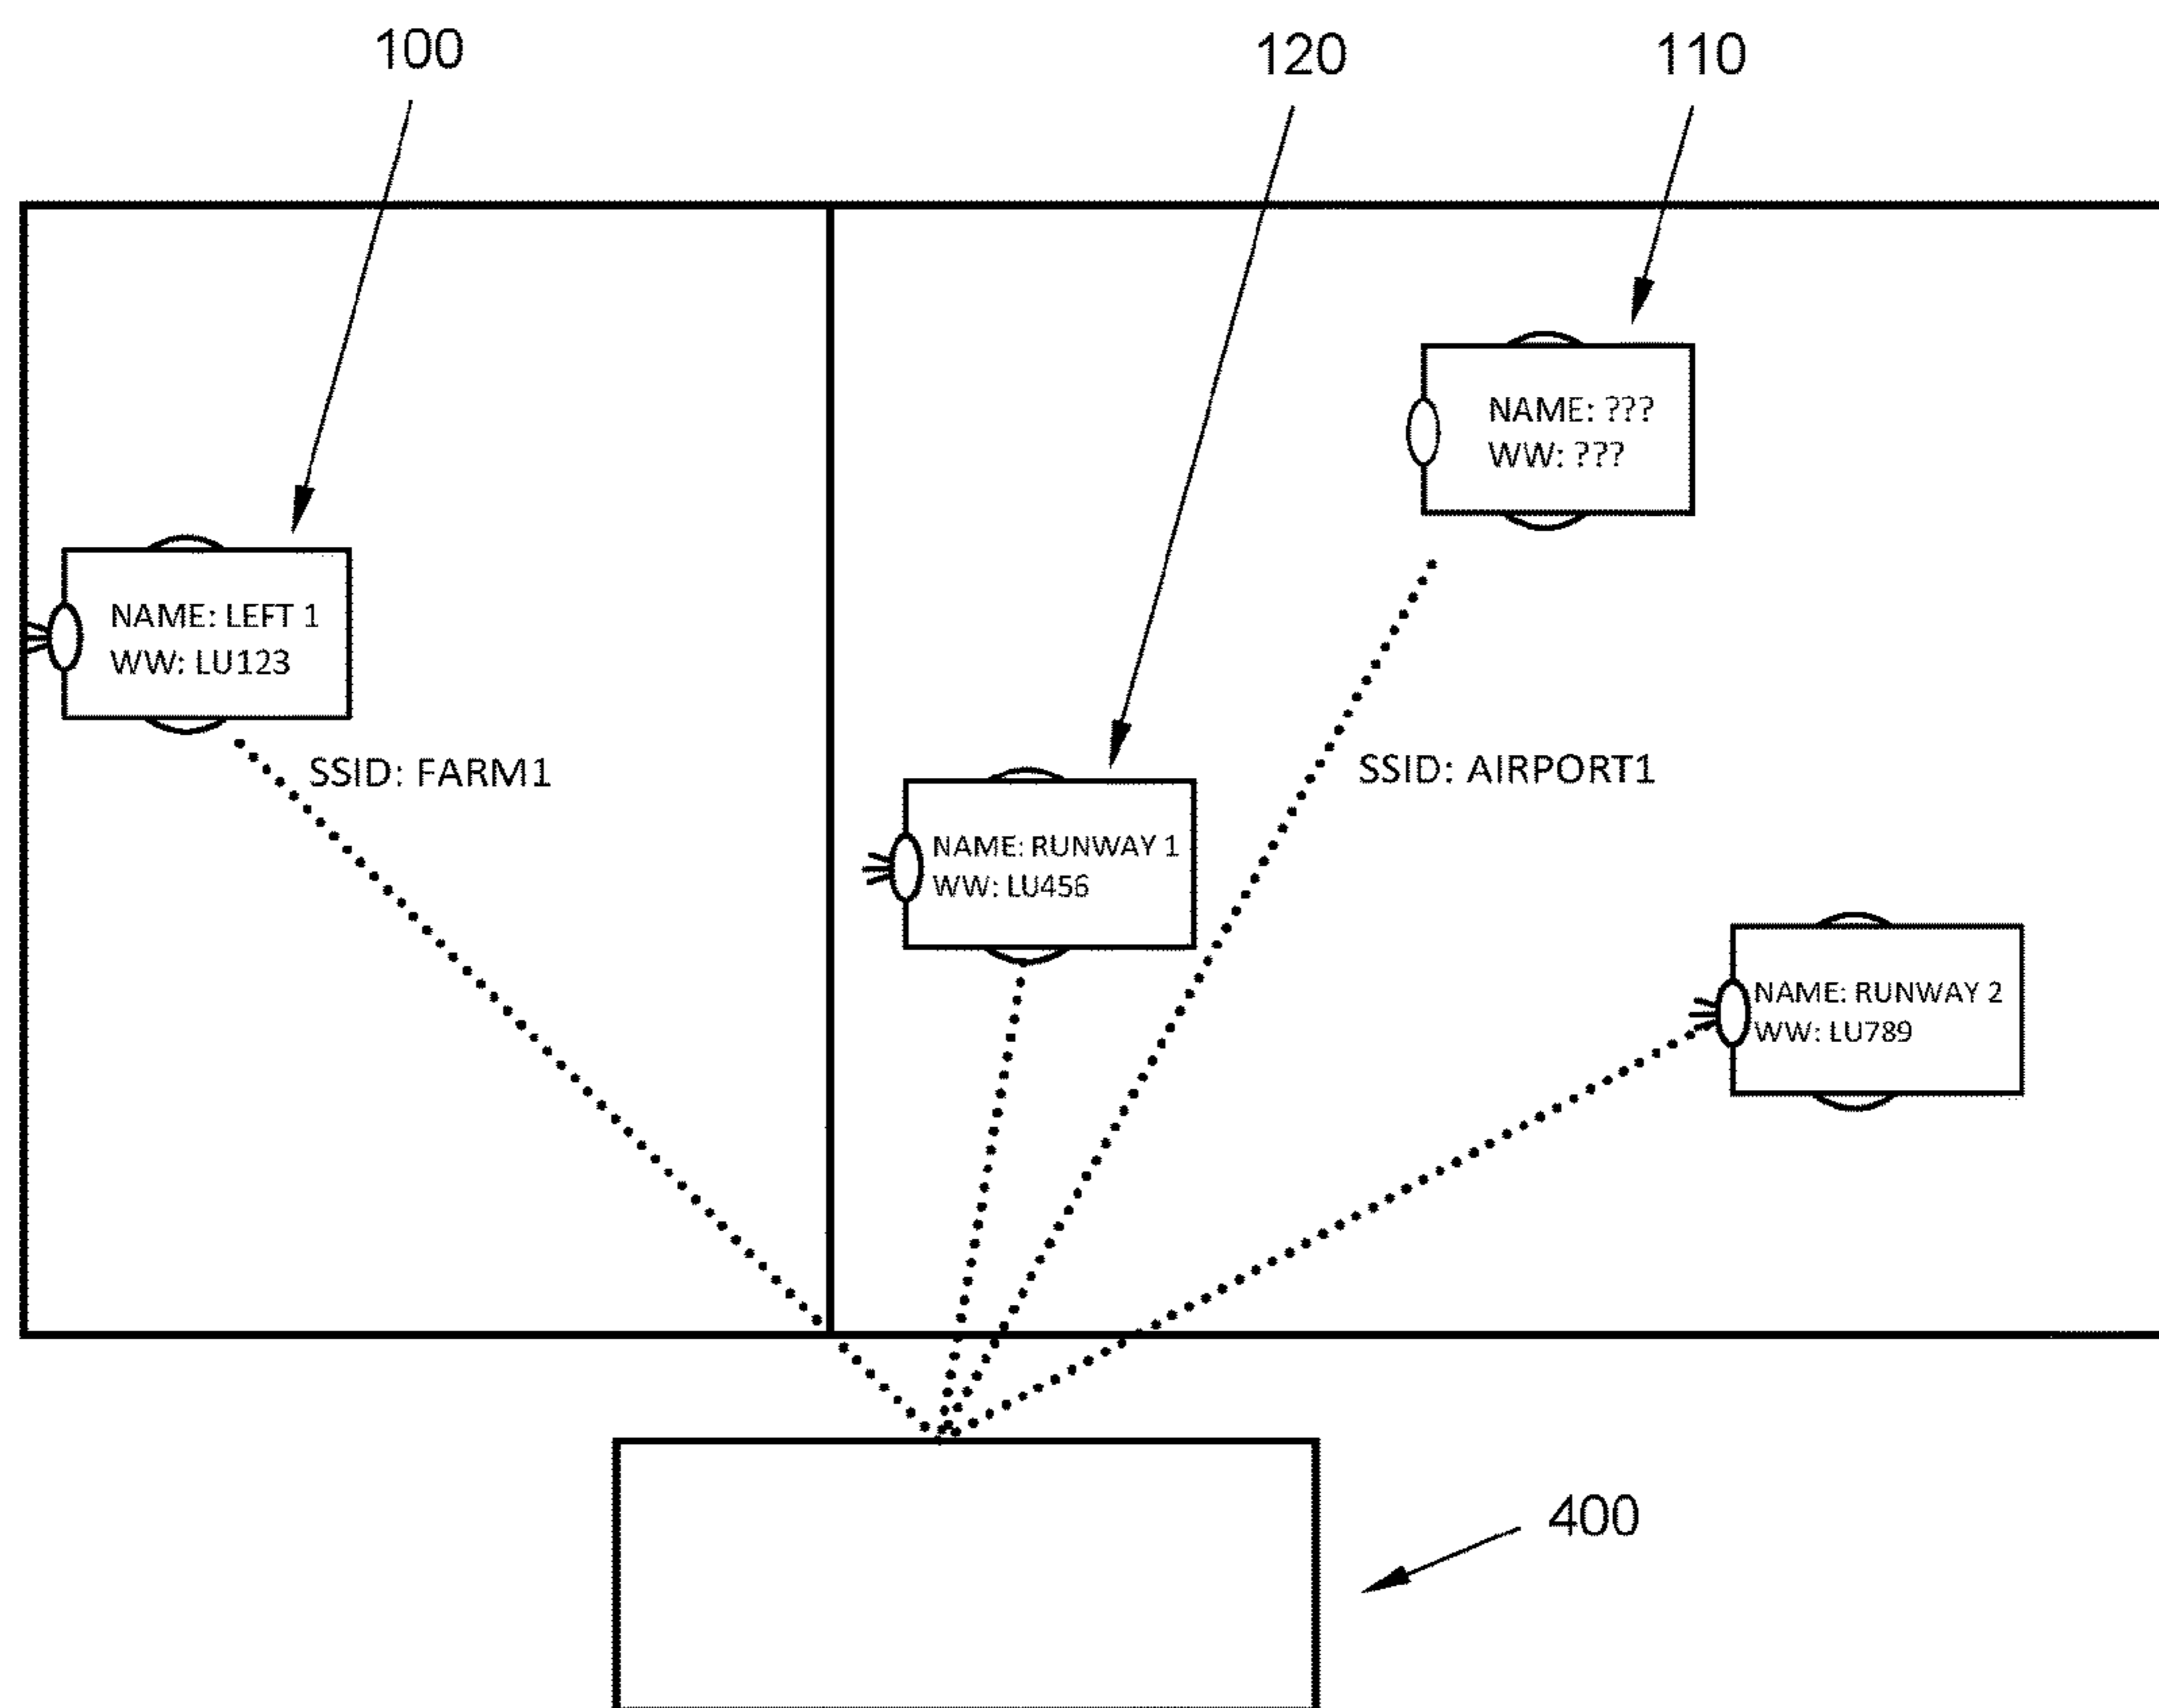 100
120
110
NAME: ???
WW: ???
NAME: LEFT 1
WW: LU123
SSID: FARM1
SSID: AIRPORT1
NAME: RUNWAY 1
WW: LU456
NAME: RUNWAY 2
WW: LU789
400